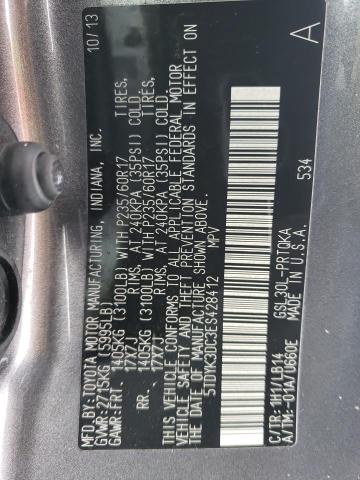 MFD.BY:TOYOTA MOTOR MANUFACTURING, INDIANA, INC. 10/13
GVWR:2715KG (5995LB)
GAWR:FRT. 1405KG (3100LB) WITH P235/60R17 TIRES,
17X7J RIMS, AT 240KPA (35PSI) COLD.
RR. 1405KG (3100LB) WITH P235/60R17 TIRES,
17X7J RIMS, AT 240KPA (35PSI) COLD.
THIS VEHICLE CONFORMS TO ALL APPLICABLE FEDERAL MOTOR
VEHICLE SAFETY AND THEFT PREVENTION STANDARDS IN EFFECT ON
THE DATE OF MANUFACTURE SHOWN ABOVE.
5TDYK3DC3ES428412 MPV
A
534
C/TR: 1H1/LB14 GSL30L-PRTQKA
A/TM:-01A/U660E MADE IN U.S.A.